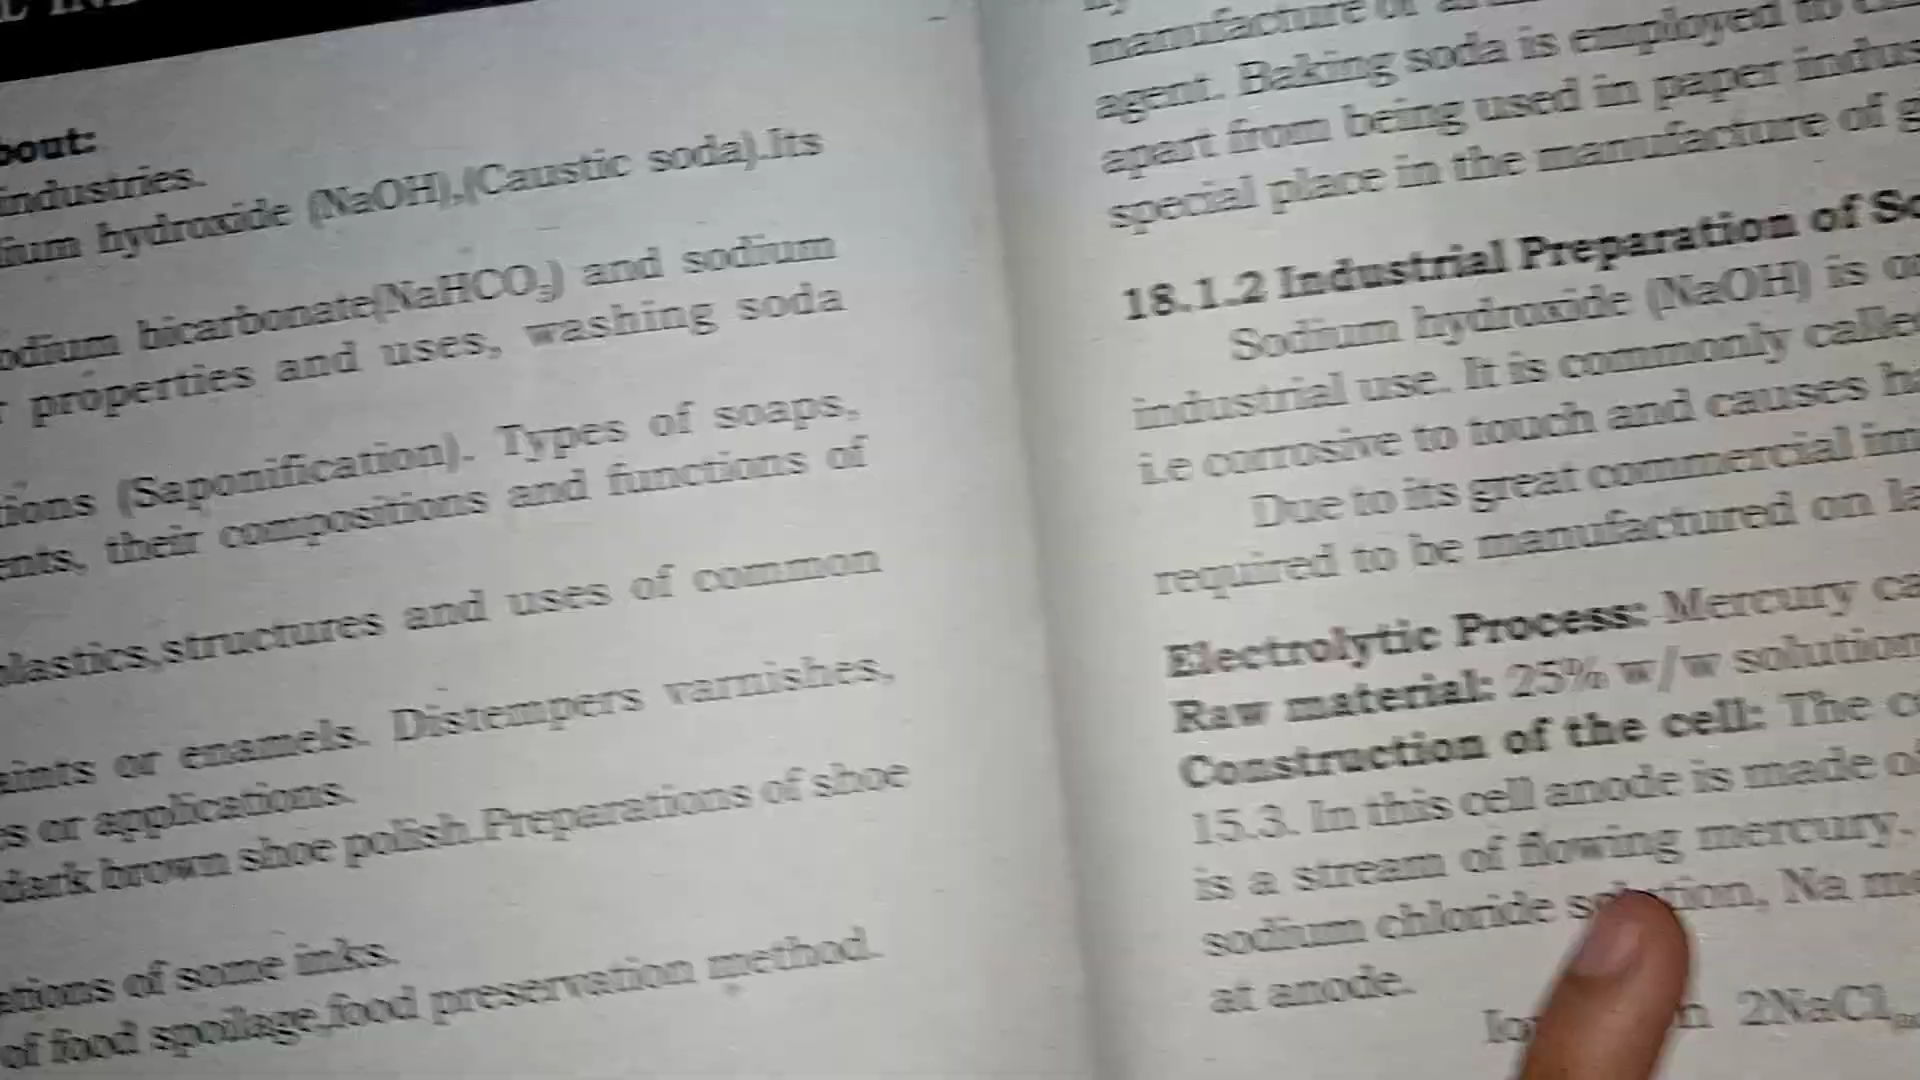 bout:
industries.
ium hydroxide (NaOH),(Caustic soda).Its
odium bicarbonate(NaHCO₃) and sodium
properties and uses, washing soda
tions (Saponification). Types of soaps,
ents, their compositions and functions of
lastics,structures and uses of common
aints or enamels. Distempers varnishes,
s or applications.
dark brown shoe polish.Preparations of shoe
ations of some inks.
of food spoilage,food preservation method.
manufacture of
agent. Baking soda is employed to
apart from being used in paper indus
special place in the manufacture of g
18.1.2 Industrial Preparation of So
Sodium hydroxide (NaOH) is o
industrial use. It is commonly calle
i.e corrosive to touch and causes
Due to its great commercial im
required to be manufactured on la
Electrolytic Process: Mercury ca
Raw material: 25% w/w solution
Construction of the cell: The c
15.3. In this cell anode is made of
is a stream of flowing mercury.
sodium chloride solution, Na me
at anode.
2NaCl